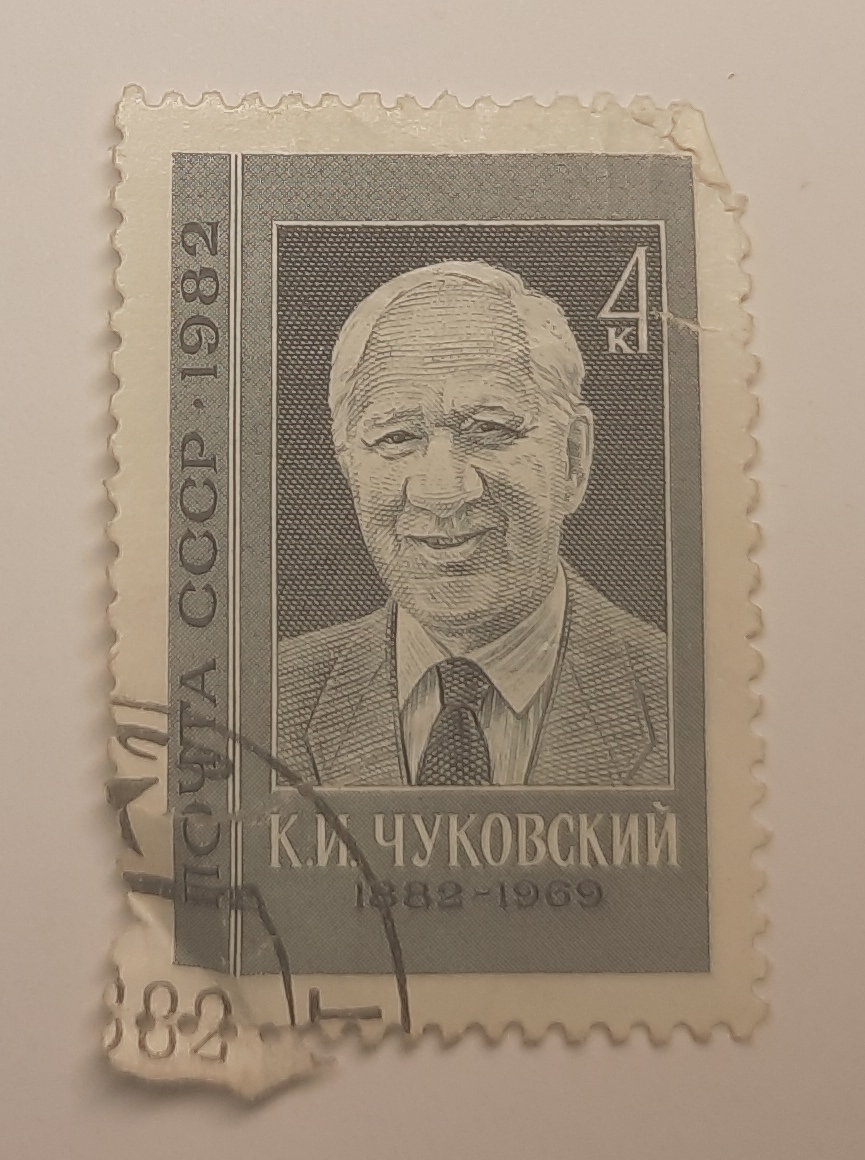 ПОЧТА СССР · 1982
4
к
К.И. ЧУКОВСКИЙ
1882-1969